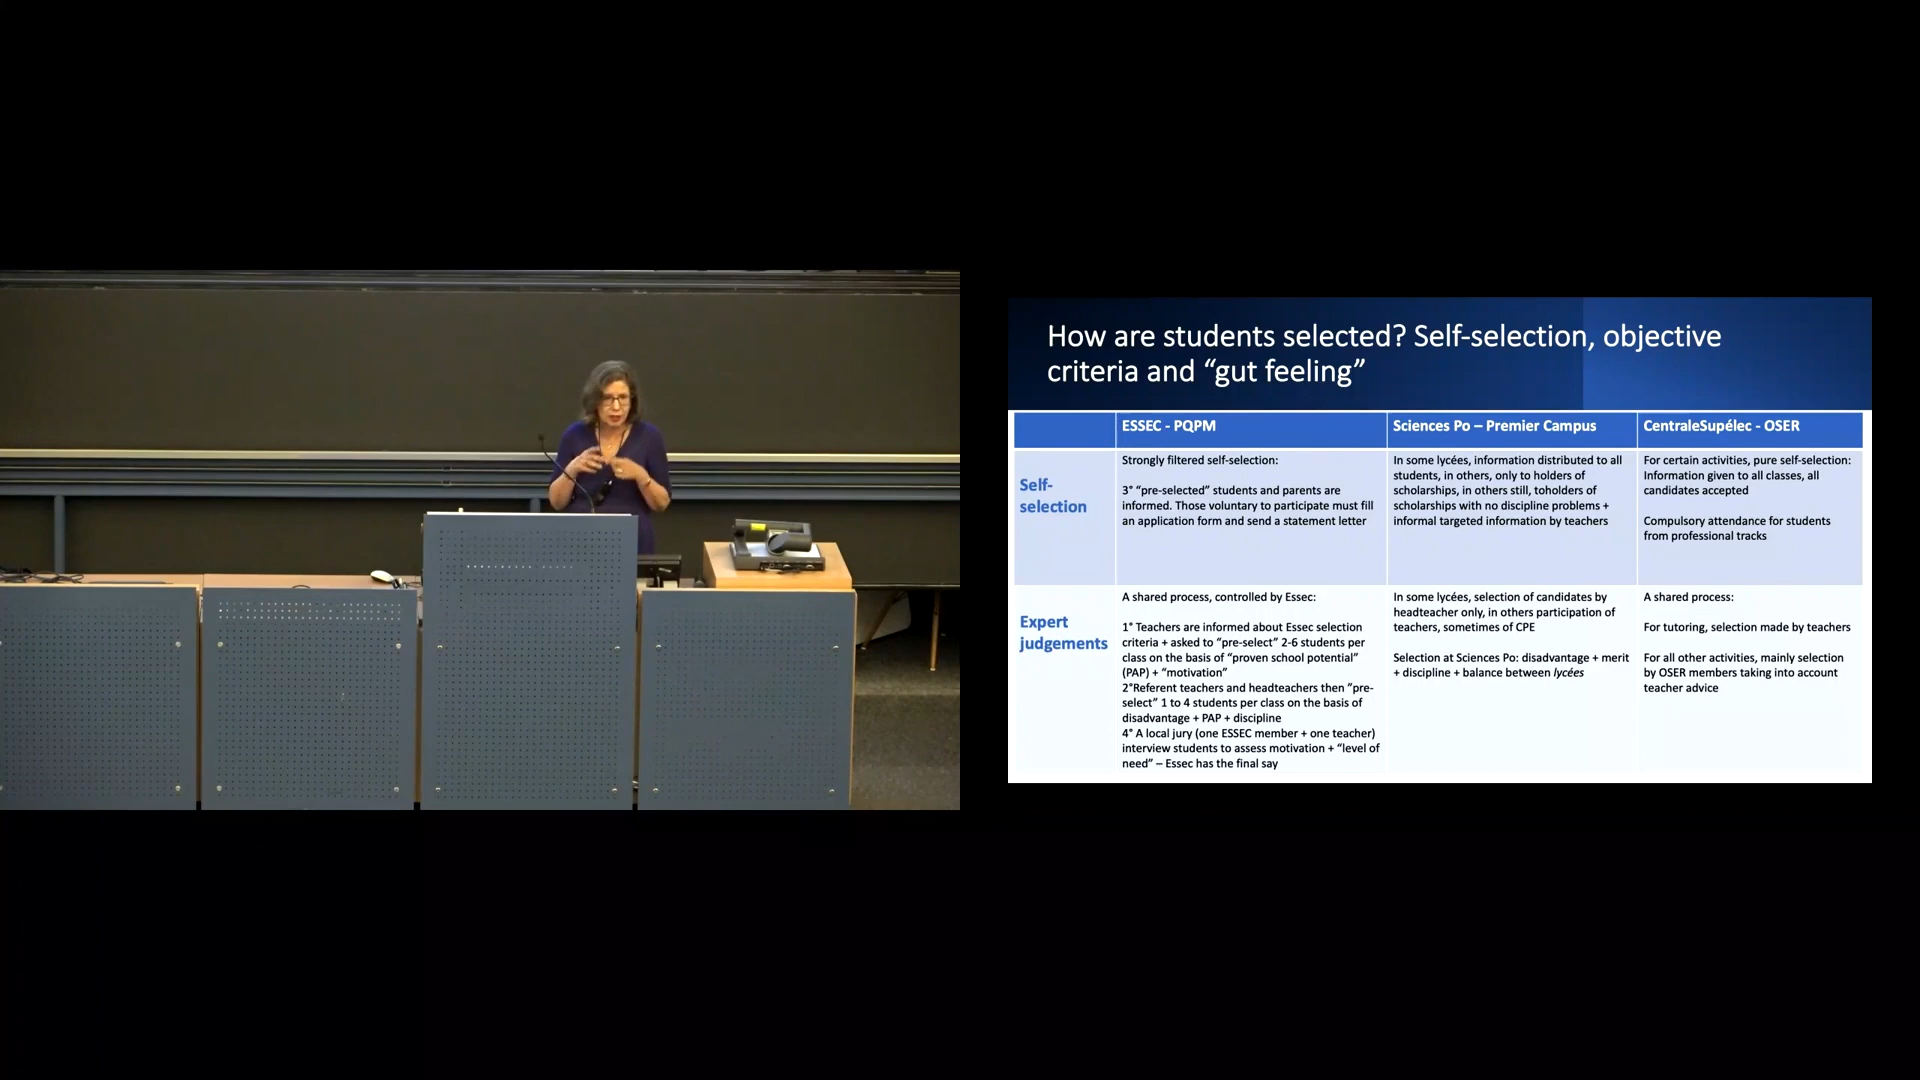 How are students selected? Self-selection, objective
criteria and “gut feeling”
ESSEC - PQPM
Sciences Po – Premier Campus
CentraleSupélec - OSER
Self-
selection
Strongly filtered self-selection:
3° “pre-selected” students and parents are
informed. Those voluntary to participate must fill
an application form and send a statement letter
In some lycées, information distributed to all
students, in others, only to holders of
scholarships, in others still, toholders of
scholarships with no discipline problems +
informal targeted information by teachers
For certain activities, pure self-selection:
Information given to all classes, all
candidates accepted
Compulsory attendance for students
from professional tracks
Expert
judgements
A shared process, controlled by Essec:
1° Teachers are informed about Essec selection
criteria + asked to “pre-select” 2-6 students per
class on the basis of “proven school potential”
(PAP) + “motivation”
2°Referent teachers and headteachers then ”pre-
select” 1 to 4 students per class on the basis of
disadvantage + PAP + discipline
4° A local jury (one ESSEC member + one teacher)
interview students to assess motivation + “level of
need” – Essec has the final say
In some lycées, selection of candidates by
headteacher only, in others participation of
teachers, sometimes of CPE
Selection at Sciences Po: disadvantage + merit
+ discipline + balance between lycées
A shared process:
For tutoring, selection made by teachers
For all other activities, mainly selection
by OSER members taking into account
teacher advice